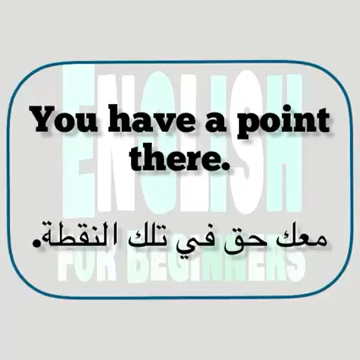 You have a point
there.
معك حق في تلك النقطة.
ENGLISH
FOR BEGINNERS